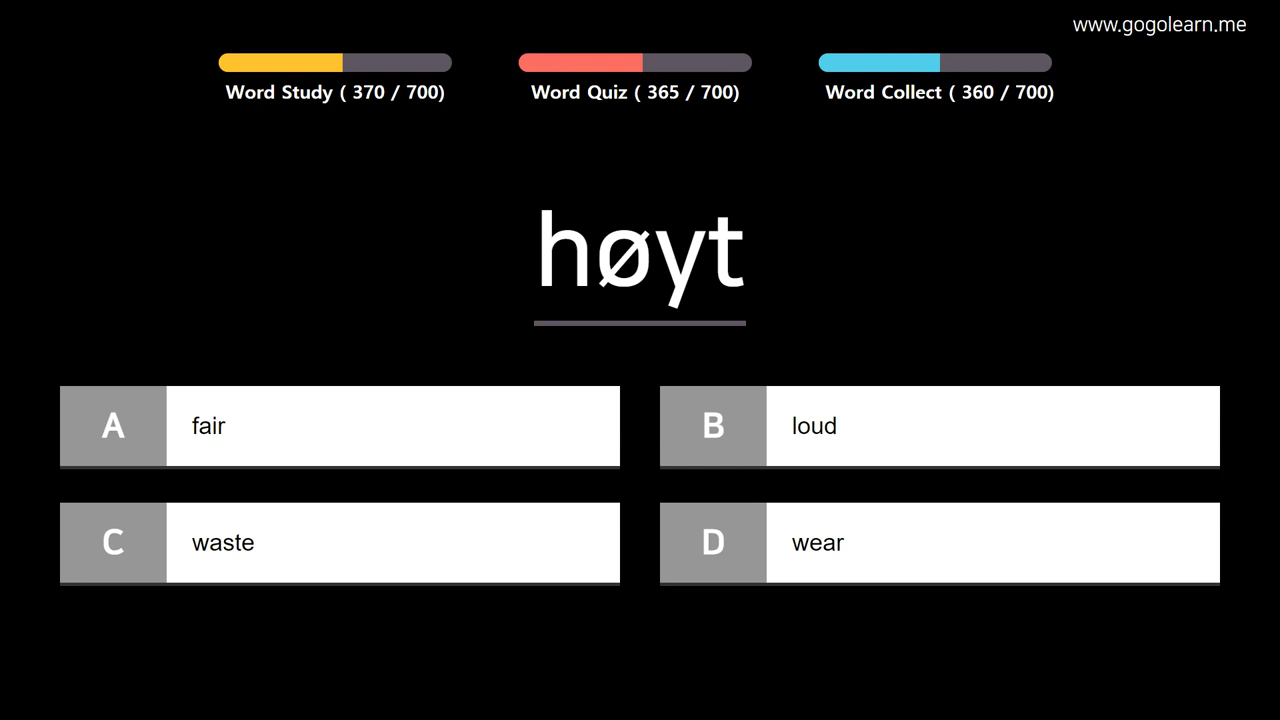 www.gogolearn.me
Word Study ( 370 / 700)
Word Quiz ( 365 / 700)
Word Collect ( 360 / 700)
høyt
A fair
B loud
C waste
D wear